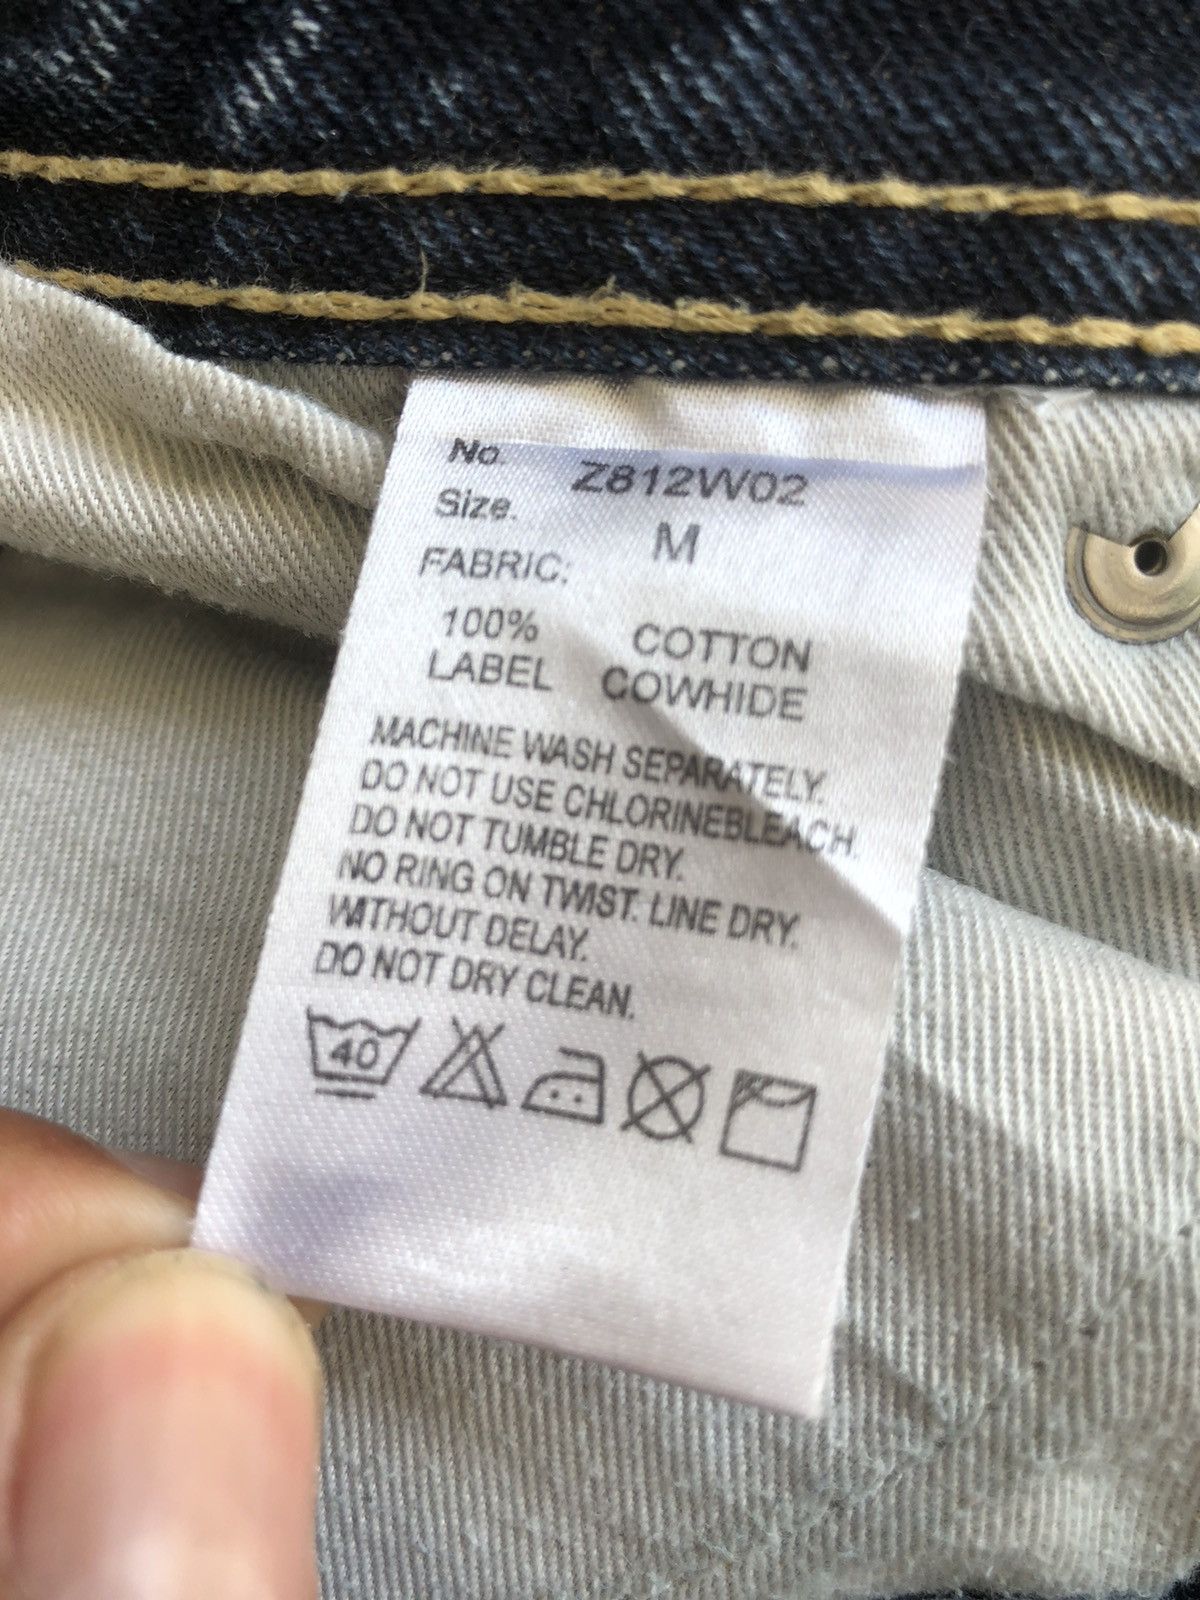 No. Z812W02
Size. M
FABRIC:
100% COTTON
LABEL COWHIDE
MACHINE WASH SEPARATELY.
DO NOT USE CHLORINEBLEACH.
DO NOT TUMBLE DRY.
NO RING ON TWIST. LINE DRY.
WITHOUT DELAY.
DO NOT DRY CLEAN.
40